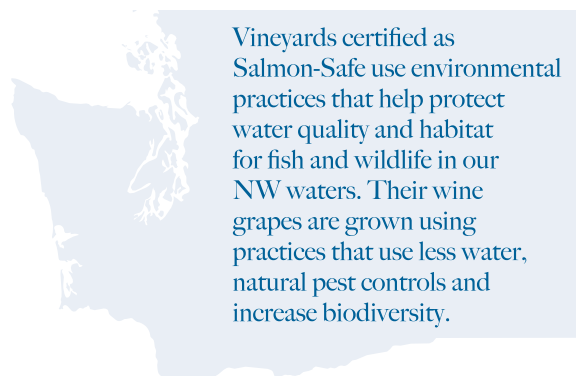 Vineyards certified as
Salmon-Safe use environmental
practices that help protect
water quality and habitat
for fish and wildlife in our
NW waters. Their wine
grapes are grown using
practices that use less water,
natural pest controls and
increase biodiversity.